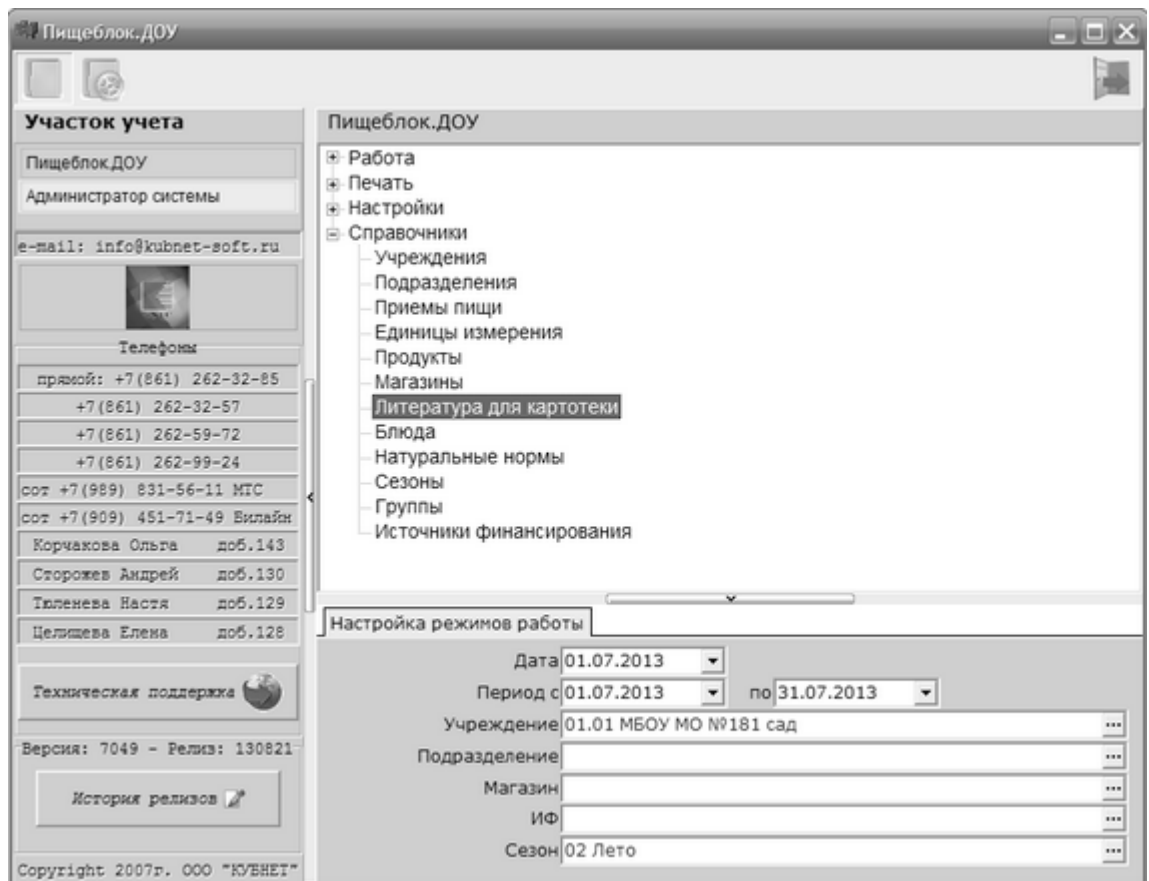 Пищеблок.ДОУ
Участок учета
Пищеблок.ДОУ
Администратор системы
e-mail: info@kubnet-soft.ru
Телефоны
прямой: +7(861) 262-32-85
+7(861) 262-32-57
+7(861) 262-59-72
+7(861) 262-99-24
сот +7(989) 831-56-11 МТС
сот +7(909) 451-71-49 Билайн
Корчакова Ольга доб.143
Сторожев Андрей доб.130
Тюленева Настя доб.129
Целищева Елена доб.128
Техническая поддержка
Версия: 7049 - Релиз: 130821
История релизов
Copyright 2007г. ООО "КУБНЕТ"
Пищеблок.ДОУ
Работа
Печать
Настройки
Справочники
Учреждения
Подразделения
Приемы пищи
Единицы измерения
Продукты
Магазины
Литература для картотеки
Блюда
Натуральные нормы
Сезоны
Группы
Источники финансирования
Настройка режимов работы
Дата 01.07.2013
Период с 01.07.2013 по 31.07.2013
Учреждение 01.01 МБОУ МО №181 сад
Подразделение
Магазин
ИФ
Сезон 02 Лето